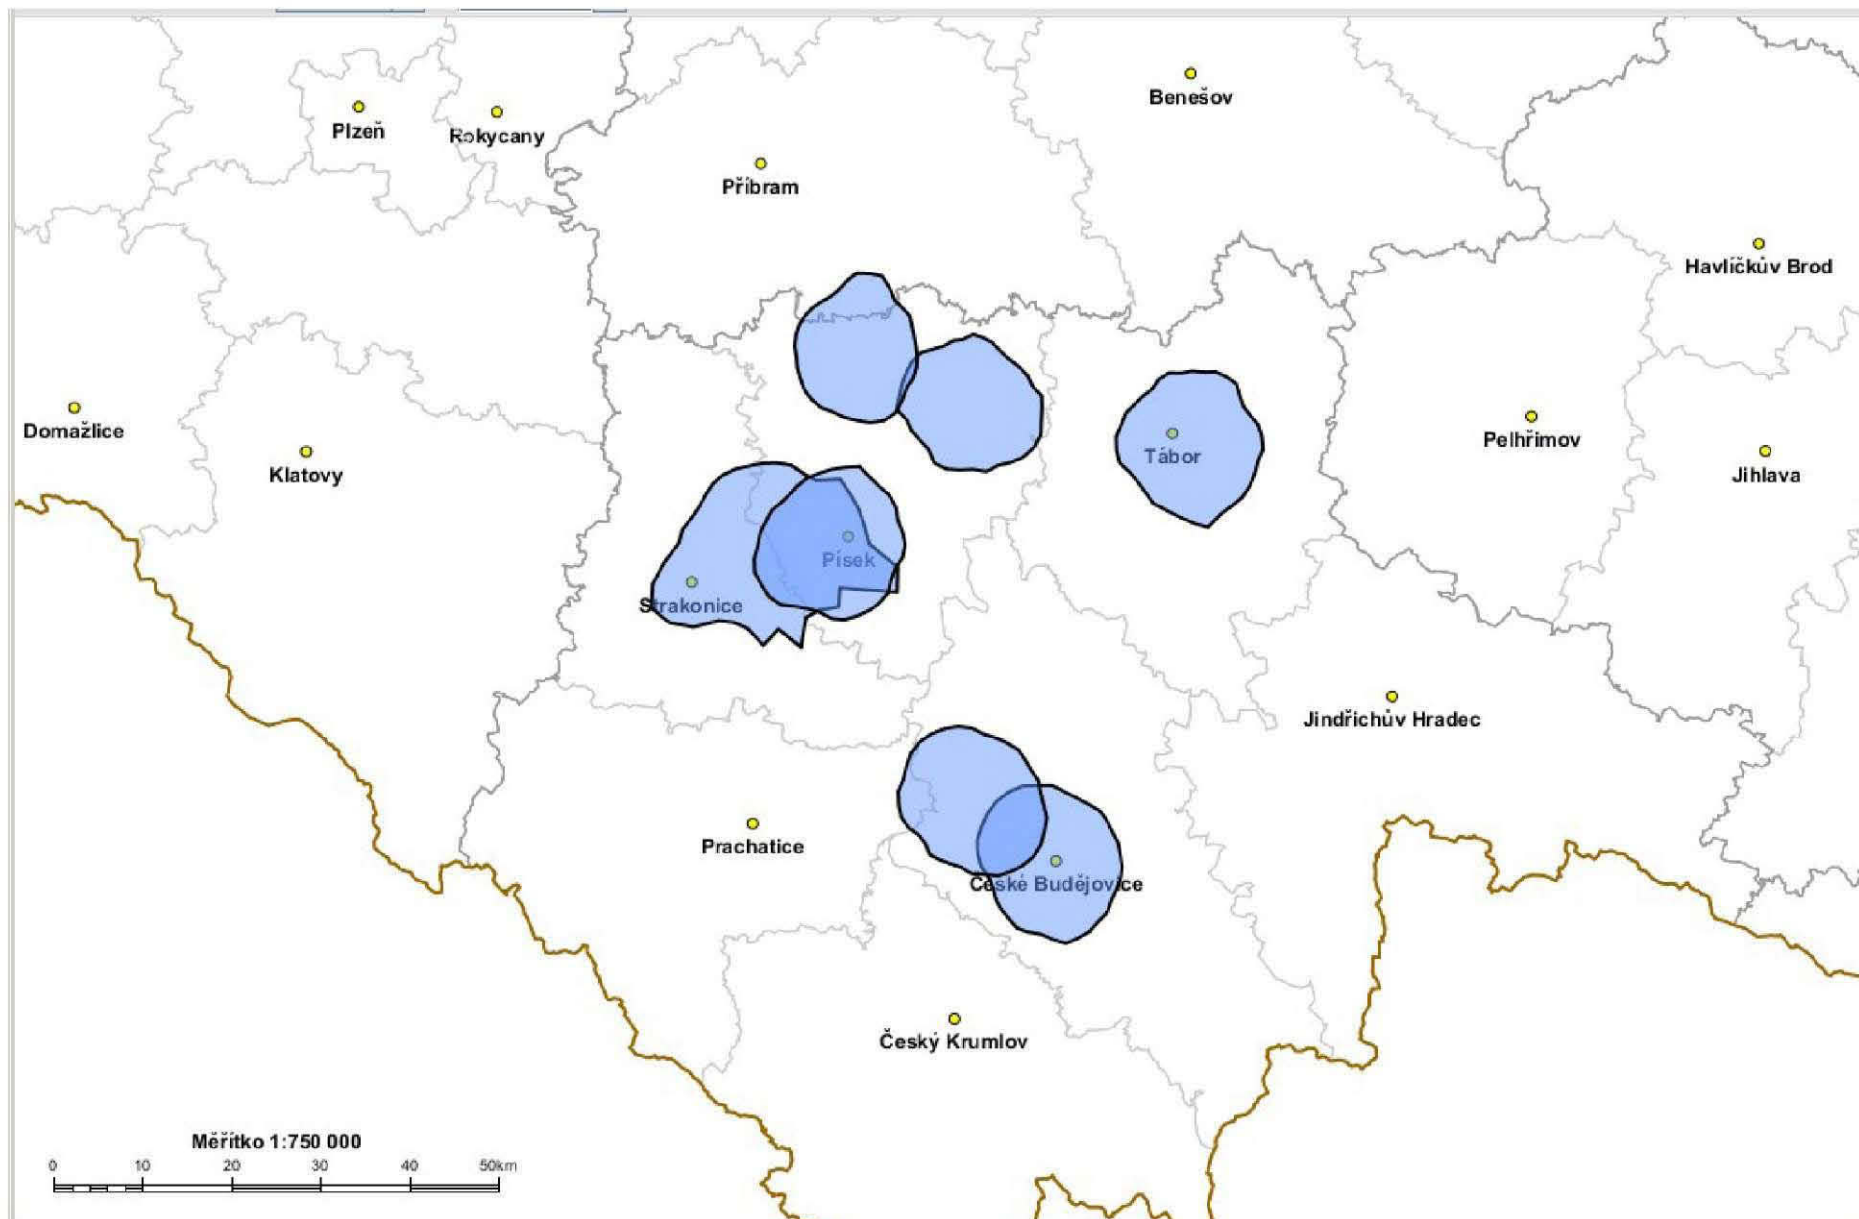 Benešov
Plzeň
Rokycany
Příbram
Havlíčkův Brod
Domažlice
Klatovy
Tábor
Pelhřimov
Jihlava
Písek
Strakonice
Jindřichův Hradec
Prachatice
České Budějovice
Český Krumlov
Měřítko 1:750 000
0 10 20 30 40 50km